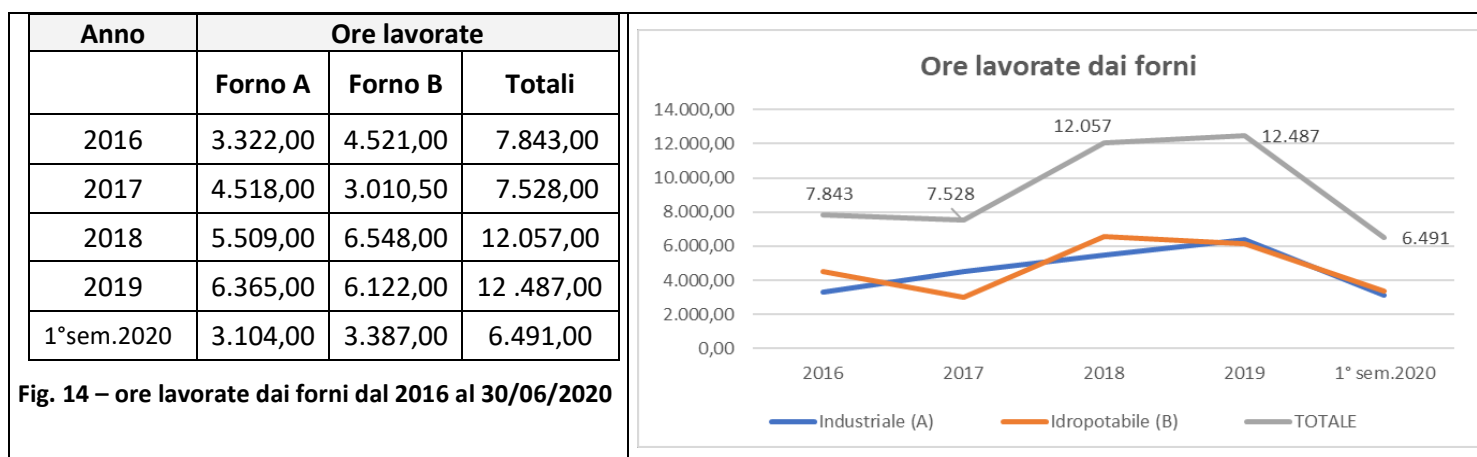 Anno Ore lavorate
Forno A Forno B Totali
2016 3.322,00 4.521,00 7.843,00
2017 4.518,00 3.010,50 7.528,00
2018 5.509,00 6.548,00 12.057,00
2019 6.365,00 6.122,00 12 .487,00
1°sem.2020 3.104,00 3.387,00 6.491,00
Fig. 14 – ore lavorate dai forni dal 2016 al 30/06/2020
Ore lavorate dai forni
14.000,00
12.000,00
10.000,00
8.000,00
6.000,00
4.000,00
2.000,00
0,00
7.843
7.528
12.057
12.487
6.491
2016 2017 2018 2019 1° sem.2020
Industriale (A) Idropotabile (B) TOTALE